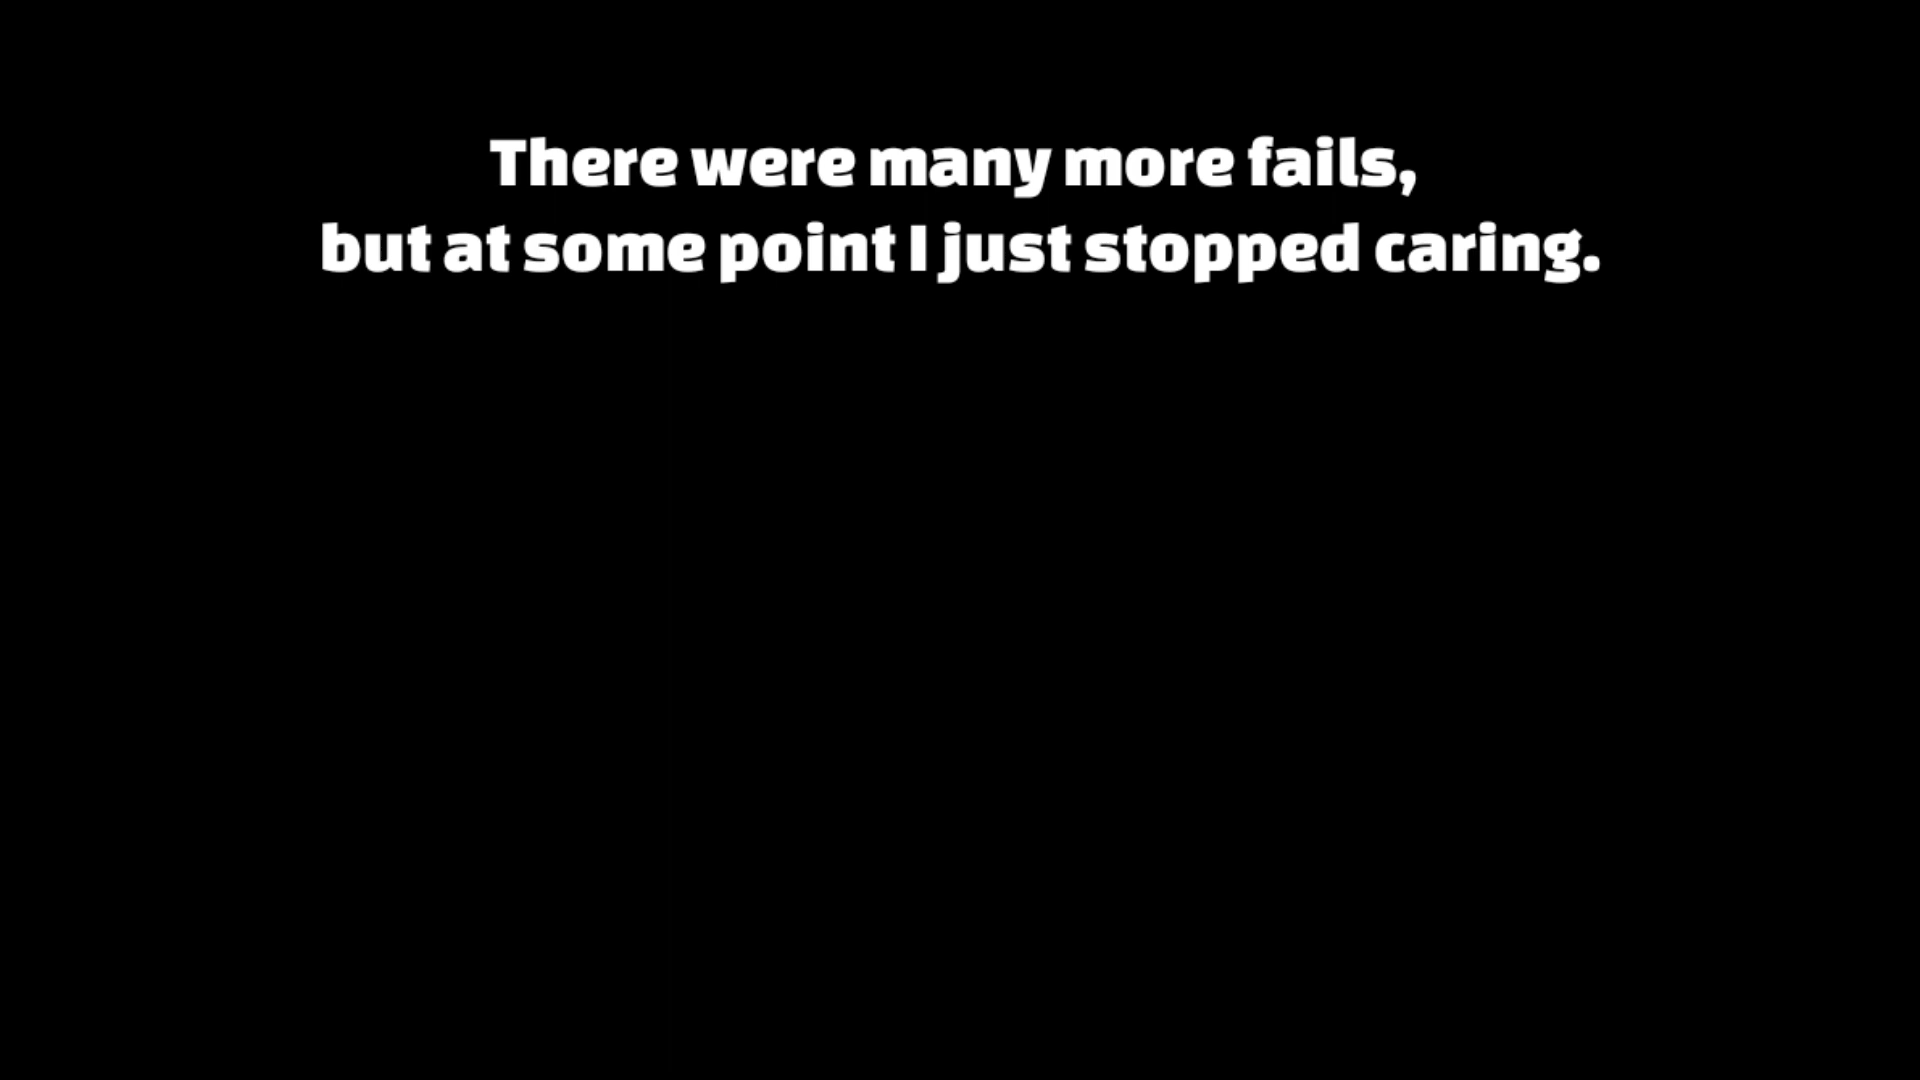 There were many more fails,
but at some point I just stopped caring.